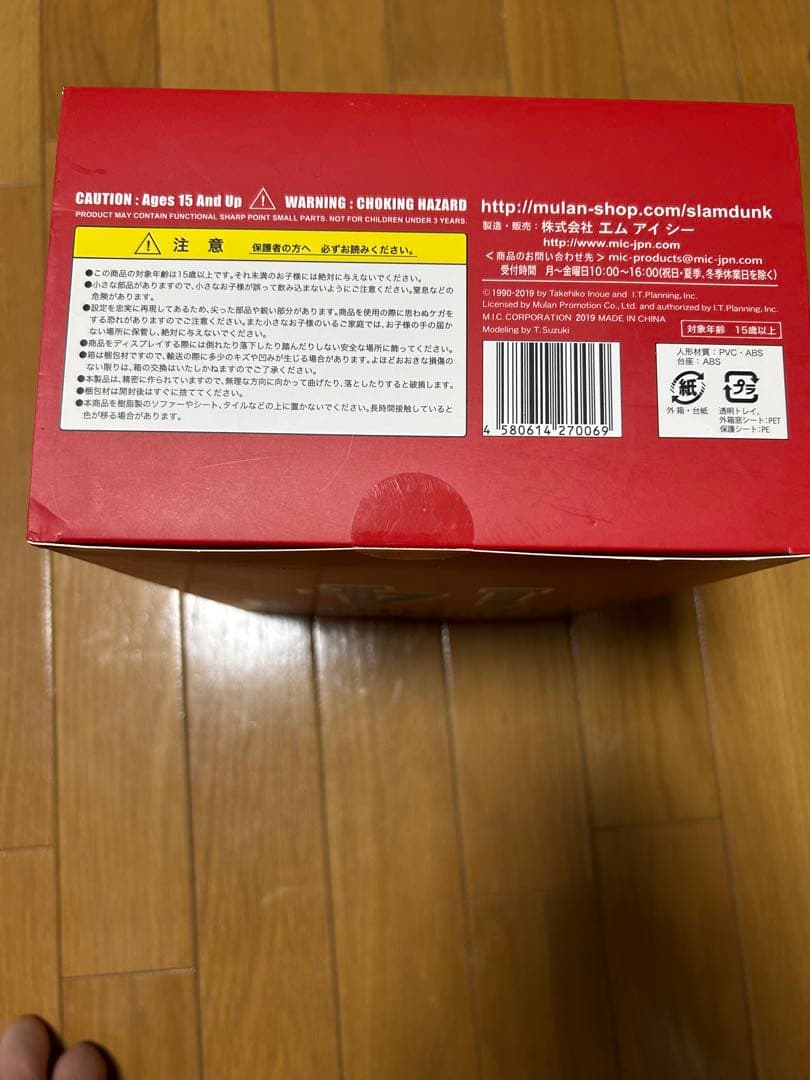 CAUTION : Ages 15 And Up ⚠ WARNING : CHOKING HAZARD
PRODUCT MAY CONTAIN FUNCTIONAL SHARP POINT SMALL PARTS. NOT FOR CHILDREN UNDER 3 YEARS.
注 意 保護者の方へ 必ずお読みください。
●この商品の対象年齢は15歳以上です。それ未満のお子様には絶対に与えないでください。
●小さな部品がありますので、小さなお子様が誤って飲み込まないようにご注意ください。窒息などの
危険があります。
●設定を忠実に再現してあるため、尖った部品や鋭い部分があります。商品を使用の際に思わぬケガを
する恐れがありますのでご注意ください。また小さなお子様のいるご家庭では、お子様の手の届か
ない場所に保管し、絶対に与えないでください。
●商品をディスプレイする際には倒れたり落下したり踏んだりしない安全な場所に飾ってください。
●箱は梱包材ですので、輸送の際に多少のキズや凹みが生じる場合があります。よほどおおきな損傷の
ない限りは、箱の交換はいたしかねますのでご了承ください。
●本製品は、精密に作られていますので、無理な方向に向かって曲げたり、落としたりすると破損します。
●梱包材は開封後はすぐに捨ててください。
●本商品を樹脂製のソファーやシート、タイルなどの上に置かないでください。長時間接触していると
色が移る場合があります。
http://mulan-shop.com/slamdunk
製造・販売：株式会社 エム アイ シー
http://www.mic-jpn.com
＜商品のお問い合わせ先＞ mic-products@mic-jpn.com
受付時間 月〜金曜日10:00〜16:00(祝日・夏季、冬季休業日を除く)
©1990-2019 by Takehiko Inoue and I.T.Planning, Inc.
Licensed by Mulan Promotion Co., Ltd. and authorized by I.T.Planning, Inc.
M.I.C CORPORATION 2019 MADE IN CHINA
Modeling by T.Suzuki
対象年齢 15歳以上
4 580614 270069
人形材質：PVC・ABS
台座：ABS
紙
外箱・台紙
プラ
透明トレイ、
外箱窓シート：PET
保護シート：PE